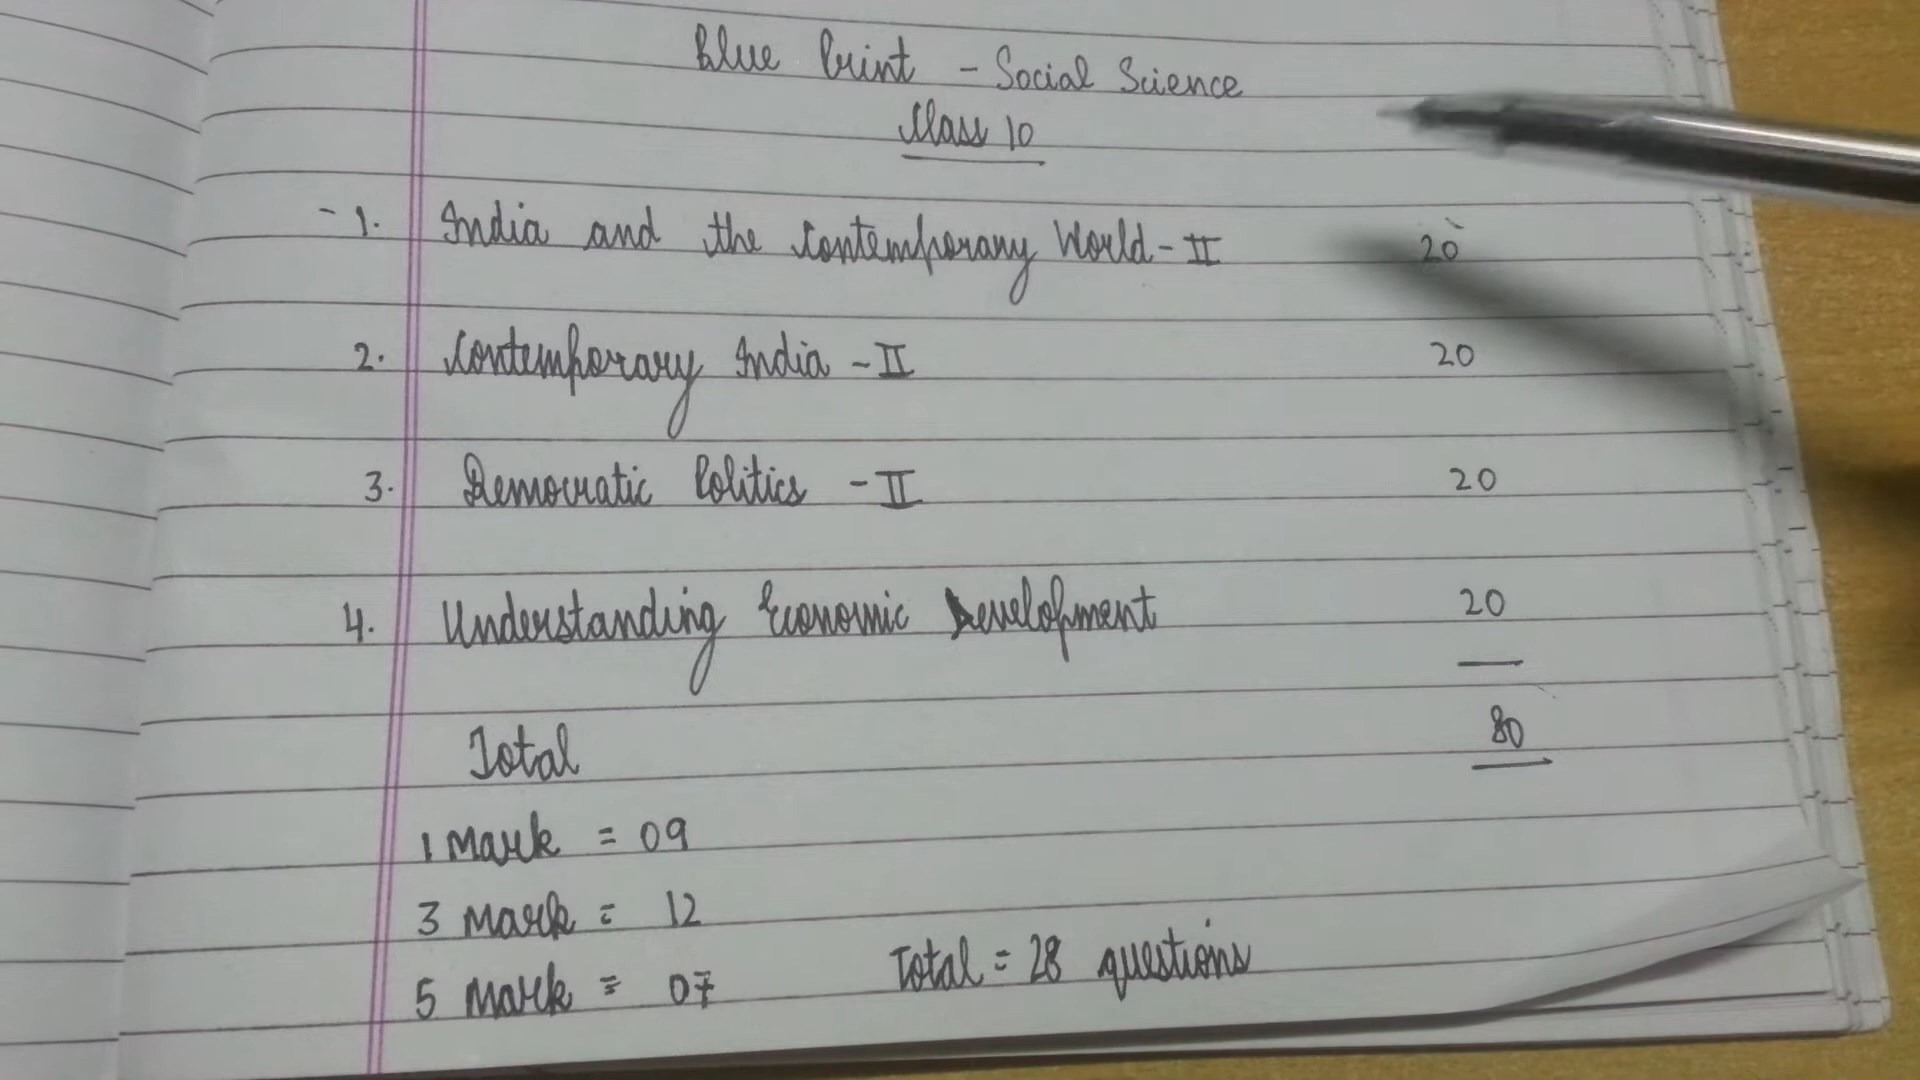 Blue Print - Social Science
Class 10
- 1. India and the Contemporary World - II 20
2. Contemporary India - II 20
3. Democratic Politics - II 20
4. Understanding Economic Development 20
Total 80
1 Mark = 09
3 Mark = 12
5 Mark = 07 Total = 28 questions